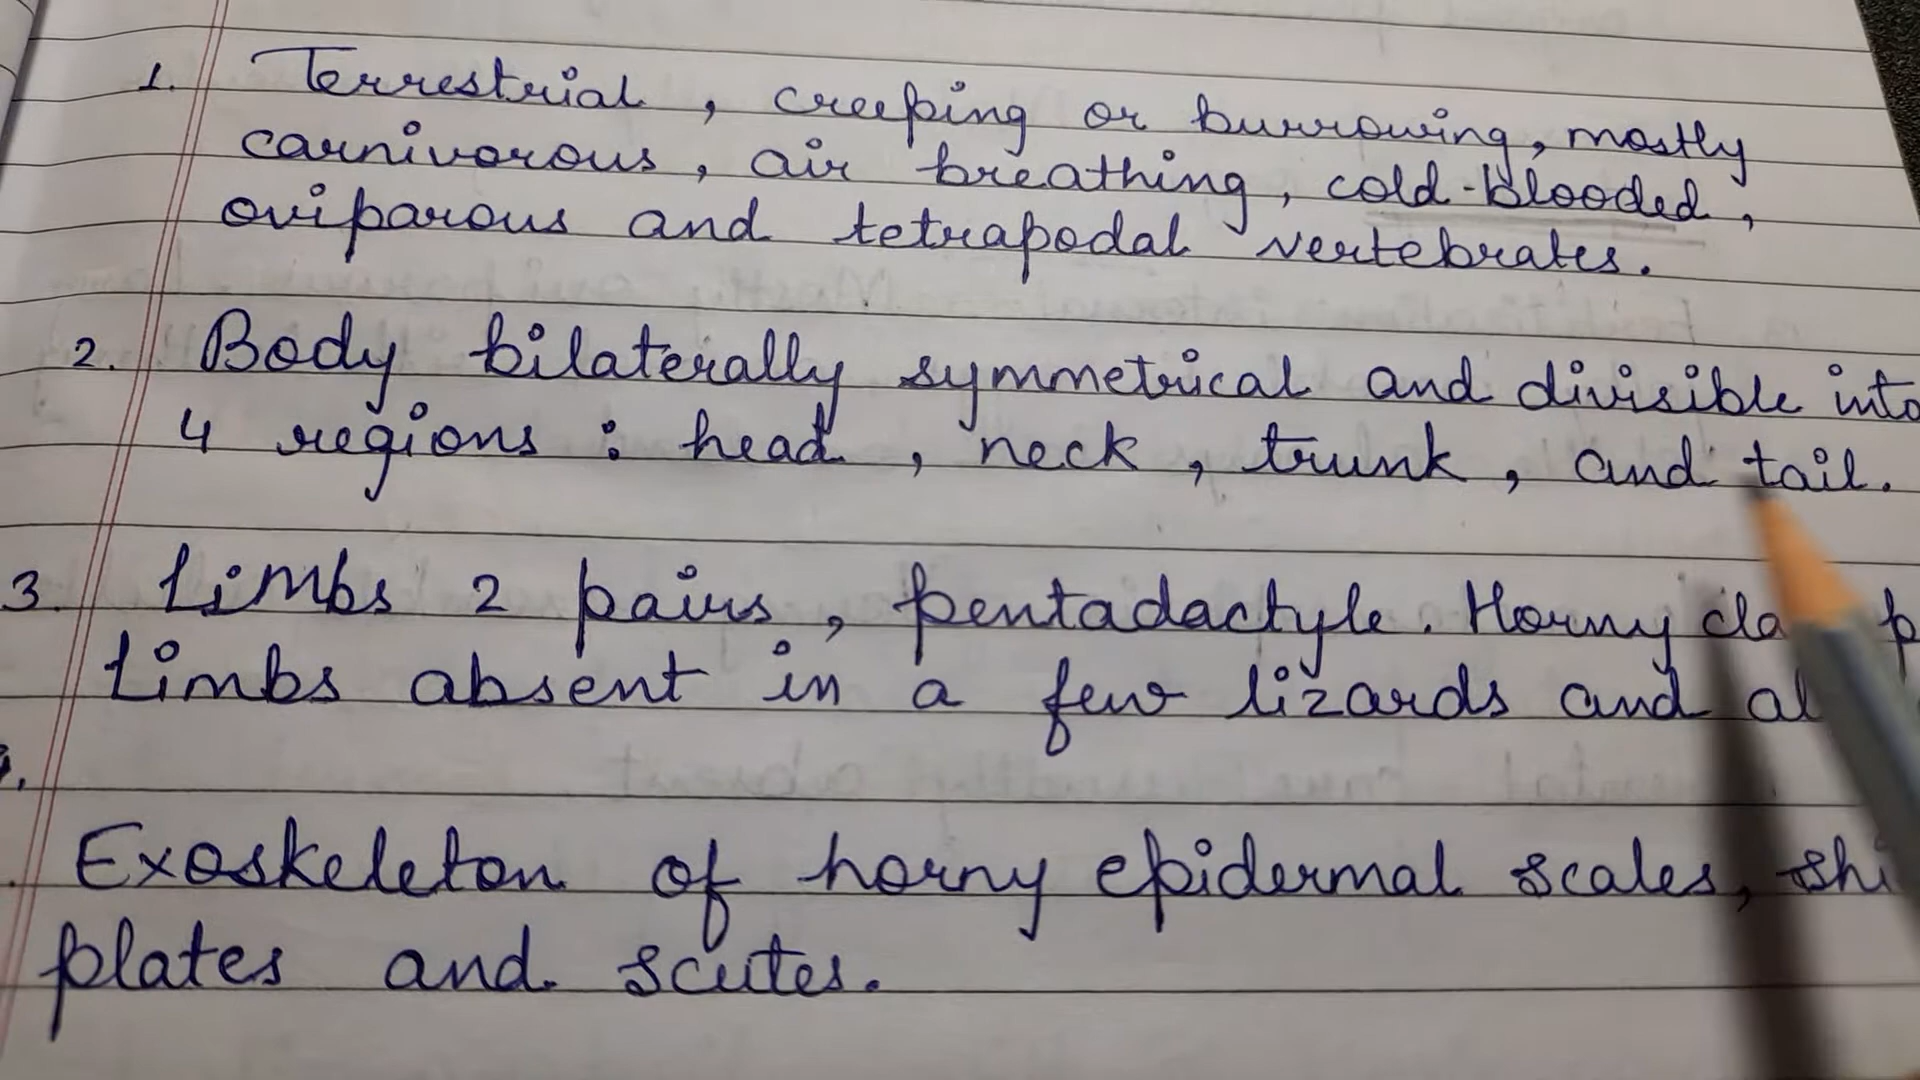 1. Terrestrial, creeping or burrowing, mostly
carnivorous, air breathing, cold-blooded,
oviparous and tetrapodal vertebrates.
2. Body bilaterally symmetrical and divisible into
4 regions : head, neck, trunk, and tail.
3. Limbs 2 pairs, pentadactyle. Horny
Limbs absent in a few lizards and
Exoskeleton of horny epidermal scales,
plates and scutes.